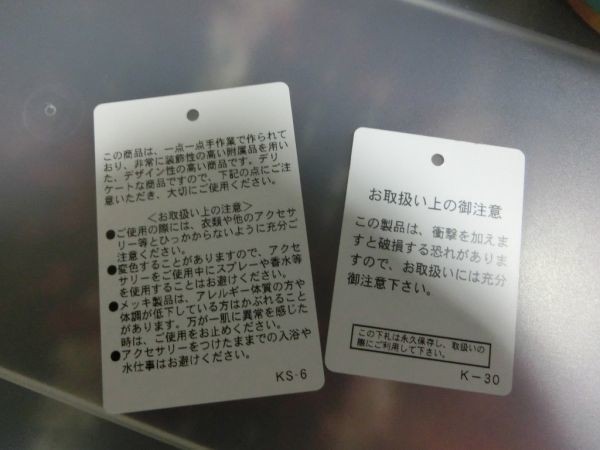 この商品は、一点一点手作業で作られて
おり、非常に装飾性の高い附属品を用い
た、デザイン性の高い商品です。デリ
ケートな商品ですので、下記の点にご注
意いただき、大切にご使用ください。
＜お取扱い上の注意＞
●ご使用の際には、衣類や他のアクセサ
リー等とひっかからないように充分ご
注意ください。
●変色することがありますので、アクセ
サリーをご使用中にスプレーや香水等
を使用することはお避けください。
●メッキ製品は、アレルギー体質の方や
体調が低下している方はかぶれること
があります。万が一肌に異常を感じた
時は、ご使用をお止めください。
●アクセサリーをつけたままでの入浴や
水仕事はお避けください。
KS-6
お取扱い上の御注意
この製品は、衝撃を加えま
すと破損する恐れがありま
すので、お取扱いには充分
御注意下さい。
この下札は永久保存し、取扱いの
際にご利用して下さい。
K－30